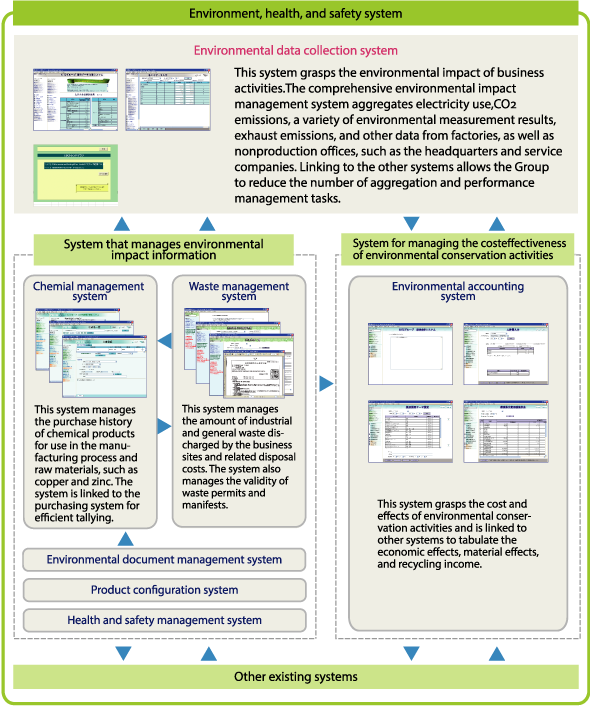 Environment, health, and safety system
Environmental data collection system
This system grasps the environmental impact of business
activities.The comprehensive environmental impact
management system aggregates electricity use,CO2
emissions, a variety of environmental measurement results,
exhaust emissions, and other data from factories, as well as
nonproduction offices, such as the headquarters and service
companies. Linking to the other systems allows the Group
to reduce the number of aggregation and performance
management tasks.
System that manages environmental
impact information
Chemial management
system
This system manages
the purchase history
of chemical products
for use in the manu-
facturing process and
raw materials, such as
copper and zinc. The
system is linked to the
purchasing system for
efficient tallying.
Waste management
system
This system manages
the amount of industrial
and general waste dis-
charged by the business
sites and related disposal
costs. The system also
manages the validity of
waste permits and
manifests.
Environmental document management system
Product configuration system
Health and safety management system
System for managing the costeffectiveness
of environmental conservation activities
Environmental accounting
system
This system grasps the cost and
effects of environmental conser-
vation activities and is linked to
other systems to tabulate the
economic effects, material effects,
and recycling income.
Other existing systems